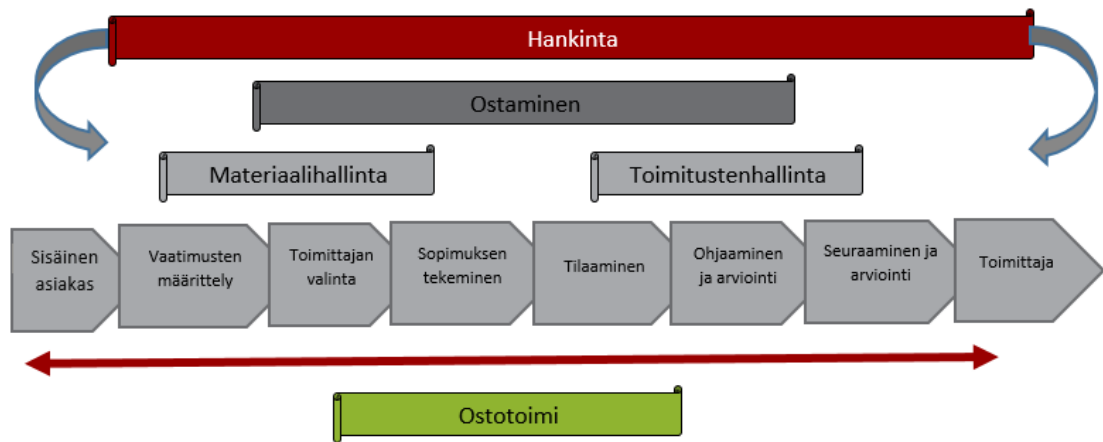 Hankinta
Ostaminen
Materiaalihallinta
Toimitustenhallinta
Sisäinen
asiakas
Vaatimusten
määrittely
Toimittajan
valinta
Sopimuksen
tekeminen
Tilaaminen
Ohjaaminen
ja arviointi
Seuraaminen ja
arviointi
Toimittaja
Ostotoimi